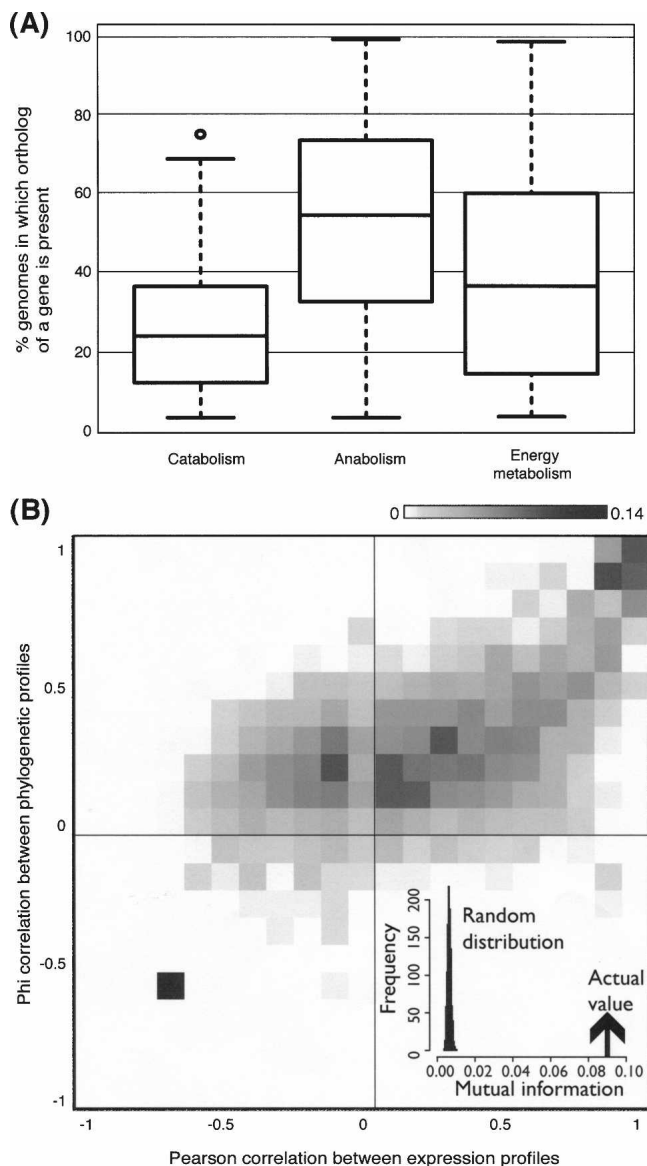 (A)
% genomes in which ortholog
of a gene is present
100
80
60
40
20
0
Catabolism
Anabolism
Energy
metabolism
(B)
0
0.14
Phi correlation between phylogenetic profiles
1
0.5
0
-0.5
-1
-1
-0.5
0
0.5
1
Pearson correlation between expression profiles
Frequency
200
150
100
50
0
Random
distribution
Actual
value
0.00 0.02 0.04 0.06 0.08 0.10
Mutual information